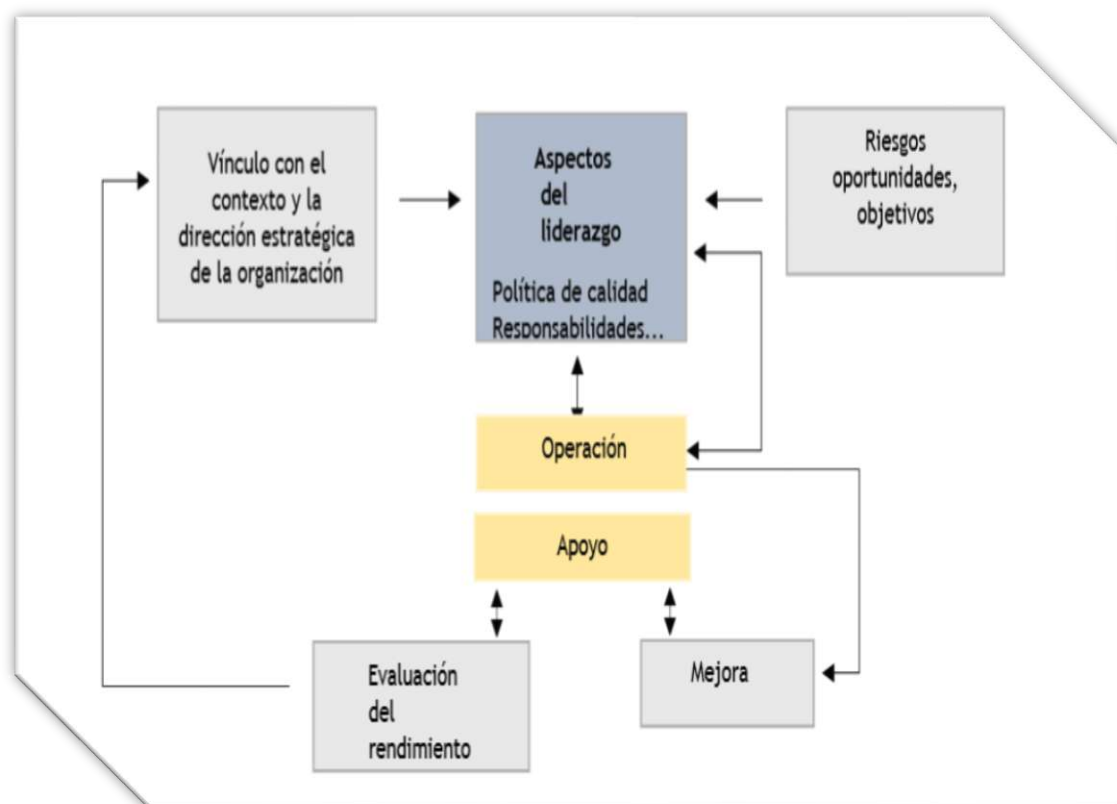 Vínculo con el
contexto y la
dirección estratégica
de la organización
Aspectos
del
liderazgo
Política de calidad
Responsabilidades...
Riesgos
oportunidades,
objetivos
Operación
Apoyo
Evaluación
del
rendimiento
Mejora